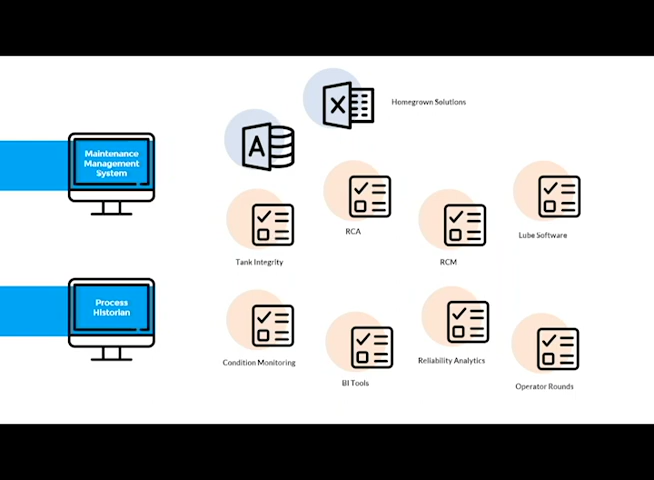 Homegrown Solutions
X
A
Maintenance
Management
System
RCA
Lube Software
Tank Integrity
RCM
Process
Historian
Condition Monitoring
Reliability Analytics
BI Tools
Operator Rounds